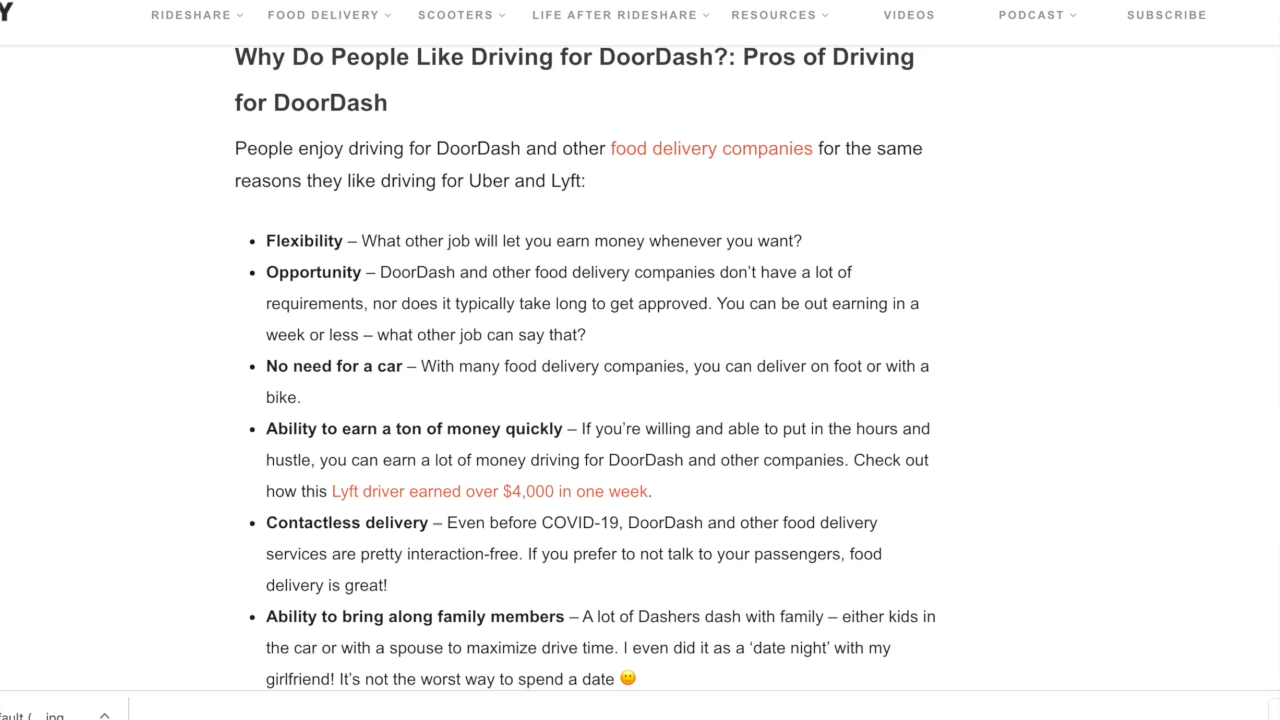 Y
RIDESHARE FOOD DELIVERY SCOOTERS LIFE AFTER RIDESHARE RESOURCES VIDEOS PODCAST SUBSCRIBE
Why Do People Like Driving for DoorDash?: Pros of Driving
for DoorDash
People enjoy driving for DoorDash and other food delivery companies for the same
reasons they like driving for Uber and Lyft:
• Flexibility – What other job will let you earn money whenever you want?
• Opportunity – DoorDash and other food delivery companies don’t have a lot of
requirements, nor does it typically take long to get approved. You can be out earning in a
week or less – what other job can say that?
• No need for a car – With many food delivery companies, you can deliver on foot or with a
bike.
• Ability to earn a ton of money quickly – If you’re willing and able to put in the hours and
hustle, you can earn a lot of money driving for DoorDash and other companies. Check out
how this Lyft driver earned over $4,000 in one week.
• Contactless delivery – Even before COVID-19, DoorDash and other food delivery
services are pretty interaction-free. If you prefer to not talk to your passengers, food
delivery is great!
• Ability to bring along family members – A lot of Dashers dash with family – either kids in
the car or with a spouse to maximize drive time. I even did it as a ‘date night’ with my
girlfriend! It’s not the worst way to spend a date 🙂